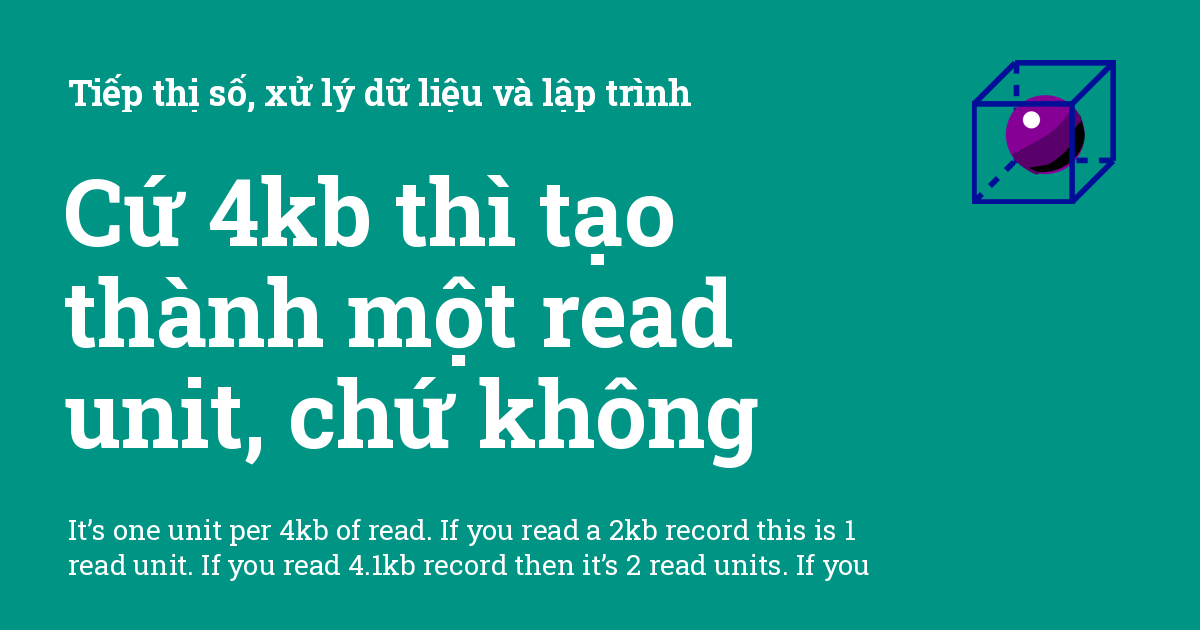 Tiếp thị số, xử lý dữ liệu và lập trình
Cứ 4kb thì tạo
thành một read
unit, chứ không
It’s one unit per 4kb of read. If you read a 2kb record this is 1
read unit. If you read 4.1kb record then it’s 2 read units. If you